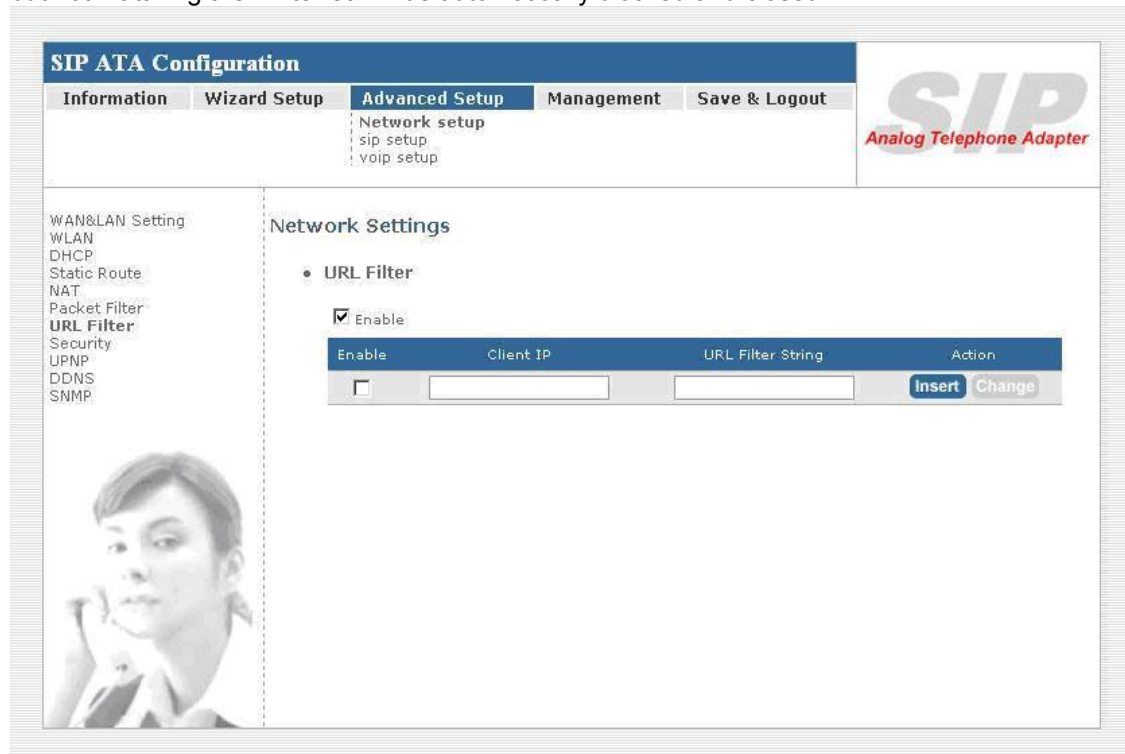 SIP ATA Configuration
Information Wizard Setup Advanced Setup Management Save & Logout
Network setup
sip setup
voip setup
SIP
Analog Telephone Adapter
WAN&LAN Setting
WLAN
DHCP
Static Route
NAT
Packet Filter
URL Filter
Security
UPNP
DDNS
SNMP
Network Settings
• URL Filter
Enable
Enable Client IP URL Filter String Action
Insert Change